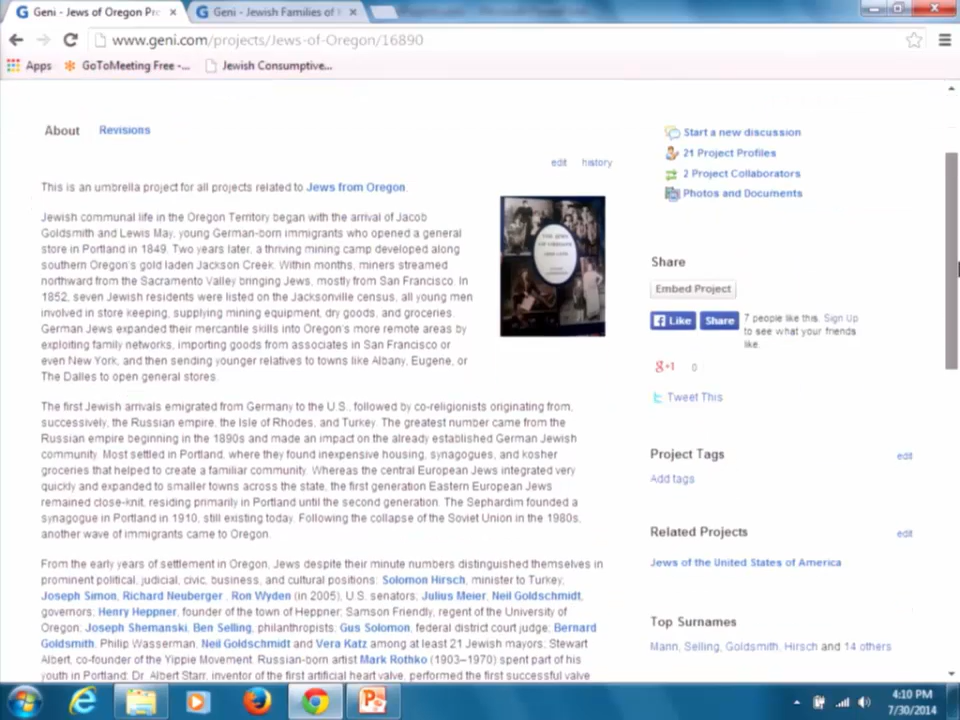 Geni - Jews of Oregon Pro
Geni - Jewish Families of
www.geni.com/projects/Jews-of-Oregon/16890
Apps
GoToMeeting Free -...
Jewish Consumptive...
About
Revisions
edit
history
This is an umbrella project for all projects related to Jews from Oregon.
Jewish communal life in the Oregon Territory began with the arrival of Jacob
Goldsmith and Lewis May, young German-born immigrants who opened a general
store in Portland in 1849. Two years later, a thriving mining camp developed along
southern Oregon's gold laden Jackson Creek. Within months, miners streamed
northward from the Sacramento Valley bringing Jews, mostly from San Francisco. In
1852, seven Jewish residents were listed on the Jacksonville census, all young men
involved in store keeping, supplying mining equipment, dry goods, and groceries.
German Jews expanded their mercantile skills into Oregon's more remote areas by
exploiting family networks, importing goods from associates in San Francisco or
even New York, and then sending younger relatives to towns like Albany, Eugene, or
The Dalles to open general stores.
The first Jewish arrivals emigrated from Germany to the U.S., followed by co-religionists originating from,
successively, the Russian empire, the Isle of Rhodes, and Turkey. The greatest number came from the
Russian empire beginning in the 1890s and made an impact on the already established German Jewish
community. Most settled in Portland, where they found inexpensive housing, synagogues, and kosher
groceries that helped to create a familiar community. Whereas the central European Jews integrated very
quickly and expanded to smaller towns across the state, the first generation Eastern European Jews
remained close-knit, residing primarily in Portland until the second generation. The Sephardim founded a
synagogue in Portland in 1910, still existing today. Following the collapse of the Soviet Union in the 1980s,
another wave of immigrants came to Oregon.
From the early years of settlement in Oregon, Jews despite their minute numbers distinguished themselves in
prominent political, judicial, civic, business, and cultural positions: Solomon Hirsch, minister to Turkey;
Joseph Simon, Richard Neuberger, Ron Wyden (in 2005), U.S. senators; Julius Meier, Neil Goldschmidt,
governors; Henry Heppner, founder of the town of Heppner; Samson Friendly, regent of the University of
Oregon; Joseph Shemanski, Ben Selling, philanthropists; Gus Solomon, federal district court judge; Bernard
Goldsmith, Philip Wasserman, Neil Goldschmidt and Vera Katz among at least 21 Jewish mayors; Stewart
Albert, co-founder of the Yippie Movement. Russian-born artist Mark Rothko (1903–1970) spent part of his
youth in Portland; Dr. Albert Starr, inventor of the first artificial heart valve, performed the first successful valve
Start a new discussion
21 Project Profiles
2 Project Collaborators
Photos and Documents
Share
Embed Project
Like
Share
7 people like this. Sign Up
to see what your friends
like.
g+1
0
Tweet This
Project Tags
edit
Add tags
Related Projects
edit
Jews of the United States of America
Top Surnames
Mann, Selling, Goldsmith, Hirsch and 14 others
4:10 PM
7/30/2014